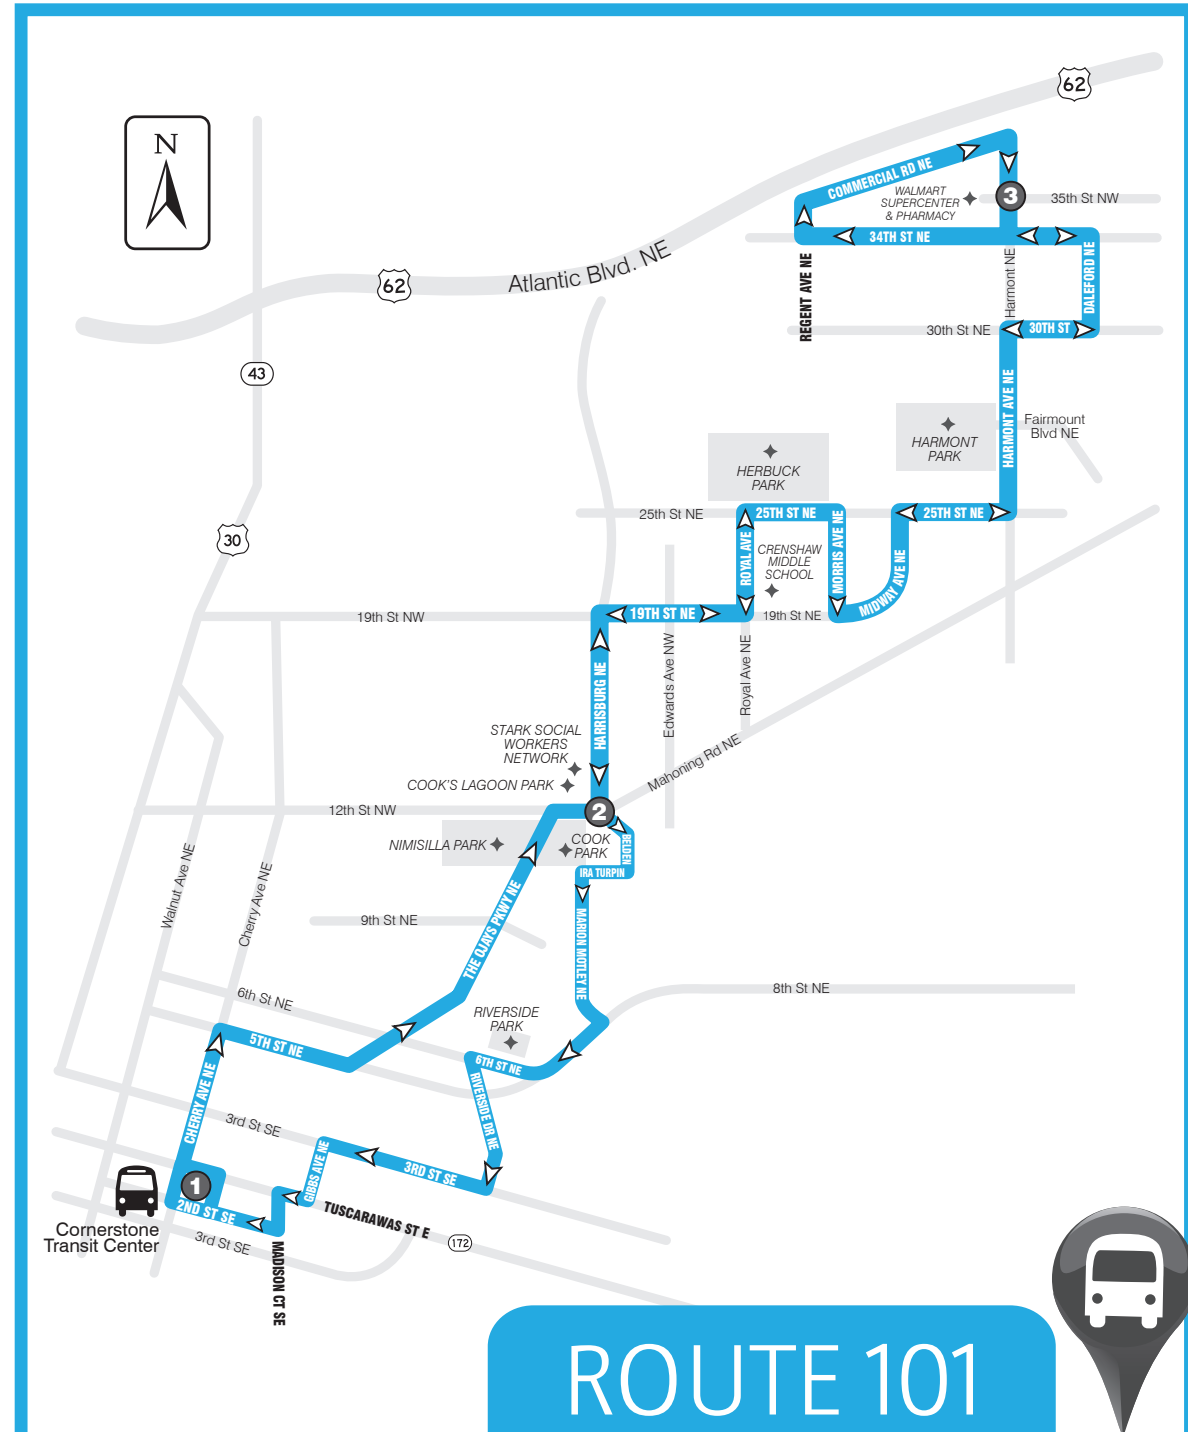 62
N
COMMERCIAL RD NE
WALMART
SUPERCENTER
& PHARMACY
3
35th St NW
34TH ST NE
Atlantic Blvd. NE
62
REGENT AVE NE
Harmont NE
DALEFORD NE
30th St NE
30TH ST
43
HARMONT AVE NE
Fairmount
Blvd NE
HARMONT
PARK
HERBUCK
PARK
30
25th St NE
25TH ST NE
25TH ST NE
ROYAL AVE
CRENSHAW
MIDDLE
SCHOOL
MORRIS AVE NE
MIDWAY AVE NE
19th St NW
19TH ST NE
19th St NE
HARRISBURG NE
Edwards Ave NW
Royal Ave NE
STARK SOCIAL
WORKERS
NETWORK
COOK'S LAGOON PARK
Mahoning Rd NE
12th St NW
2
NIMISILLA PARK
COOK
PARK
BELDEN
IRA TURPIN
Walnut Ave NE
Cherry Ave NE
9th St NE
THE OJAYS PKWY NE
MARION MOTLEY NE
6th St NE
8th St NE
RIVERSIDE
PARK
5TH ST NE
6TH ST NE
CHERRY AVE NE
RIVERSIDE DR NE
3rd St SE
GIBBS AVE NE
3RD ST SE
1
2ND ST SE
TUSCARAWAS ST E
172
Cornerstone
Transit Center
3rd St SE
MADISON CT SE
ROUTE 101